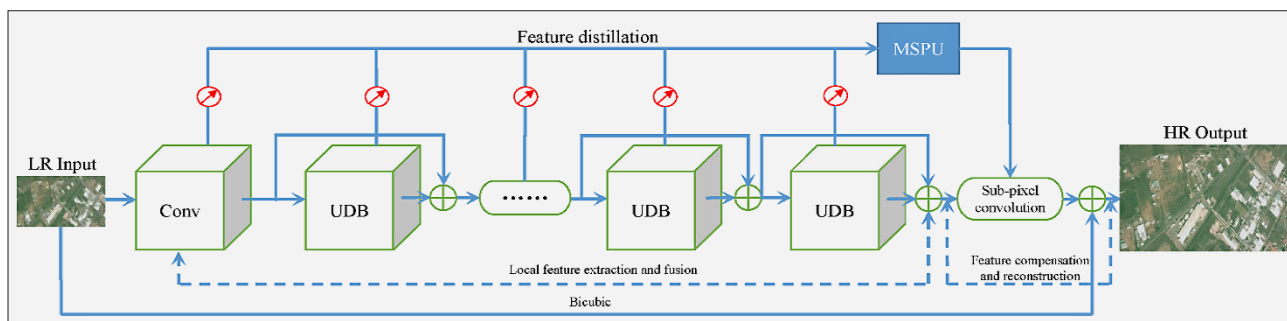 Feature distillation
MSPU
LR Input
HR Output
Conv
UDB
......
UDB
UDB
Sub-pixel
convolution
Local feature extraction and fusion
Feature compensation
and reconstruction
Bicubic